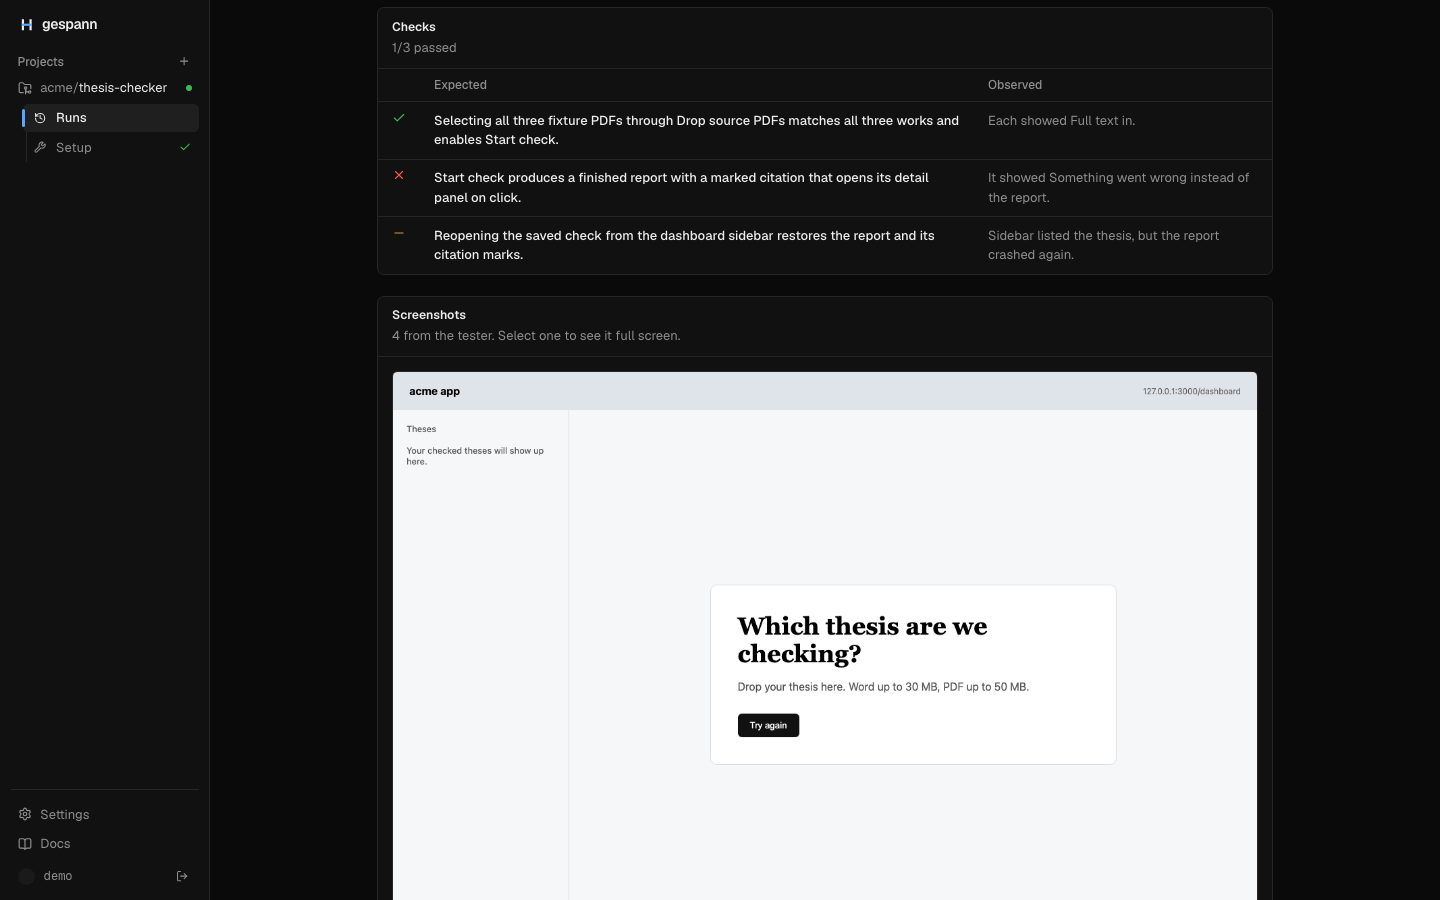 gespann
Projects
acme/thesis-checker
Runs
Setup
Settings
Docs
demo
Checks
1/3 passed
Expected
Observed
Selecting all three fixture PDFs through Drop source PDFs matches all three works and
enables Start check.
Each showed Full text in.
Start check produces a finished report with a marked citation that opens its detail
panel on click.
It showed Something went wrong instead of
the report.
Reopening the saved check from the dashboard sidebar restores the report and its
citation marks.
Sidebar listed the thesis, but the report
crashed again.
Screenshots
4 from the tester. Select one to see it full screen.
acme app
127.0.0.1:3000/dashboard
Theses
Your checked theses will show up
here.
Which thesis are we
checking?
Drop your thesis here. Word up to 30 MB, PDF up to 50 MB.
Try again